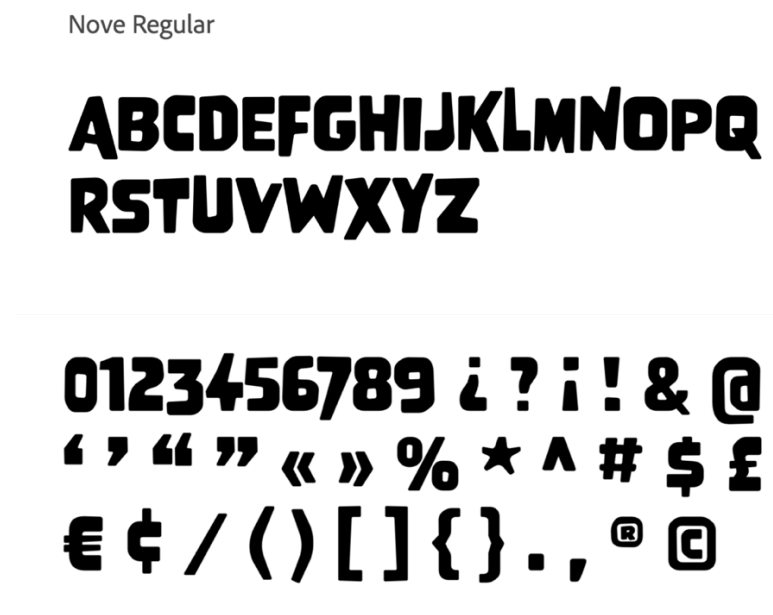 Nove Regular
ABCDEFGHIJKLMNOPQ
RSTUVWXYZ
0123456789 ¿ ? ¡ ! & @
‘ ’ “ ” « » % * ^ # $ £
€ ¢ / ( ) [ ] { } . , ® ©